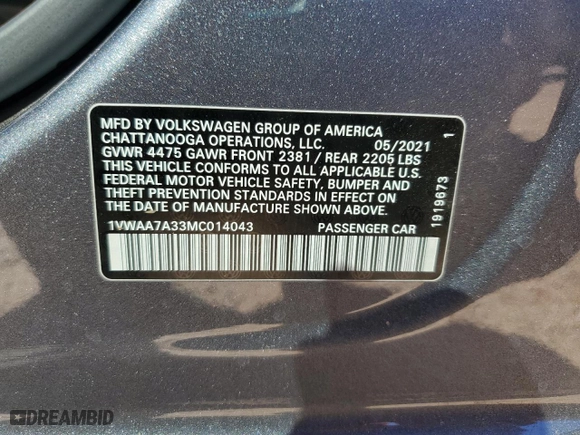 MFD BY VOLKSWAGEN GROUP OF AMERICA
CHATTANOOGA OPERATIONS, LLC. 05/2021
GVWR 4475 GAWR FRONT 2381 / REAR 2205 LBS
THIS VEHICLE CONFORMS TO ALL APPLICABLE U.S.
FEDERAL MOTOR VEHICLE SAFETY, BUMPER AND
THEFT PREVENTION STANDARDS IN EFFECT ON
THE DATE OF MANUFACTURE SHOWN ABOVE.
1VWAA7A33MC014043 PASSENGER CAR
1919673 1
DREAMBID